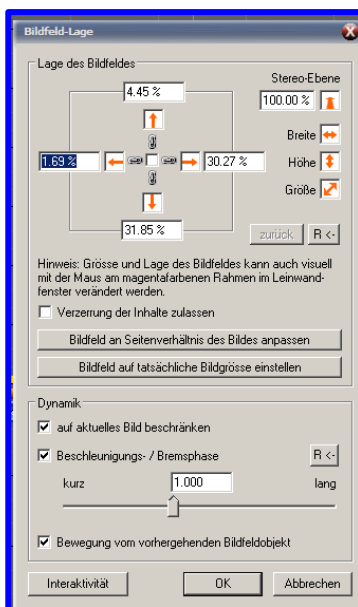 Bildfeld-Lage
Lage des Bildfeldes
4.45 %
Stereo-Ebene
100.00 %
1.69 %
30.27 %
Breite
Höhe
Größe
31.85 %
zurück
R <-
Hinweis: Grösse und Lage des Bildfeldes kann auch visuell
mit der Maus am magentafarbenen Rahmen im Leinwand-
fenster verändert werden.
Verzerrung der Inhalte zulassen
Bildfeld an Seitenverhältnis des Bildes anpassen
Bildfeld auf tatsächliche Bildgrösse einstellen
Dynamik
auf aktuelles Bild beschränken
Beschleunigungs- / Bremsphase
R <-
kurz
1.000
lang
Bewegung vom vorhergehenden Bildfeldobjekt
Interaktivität
OK
Abbrechen